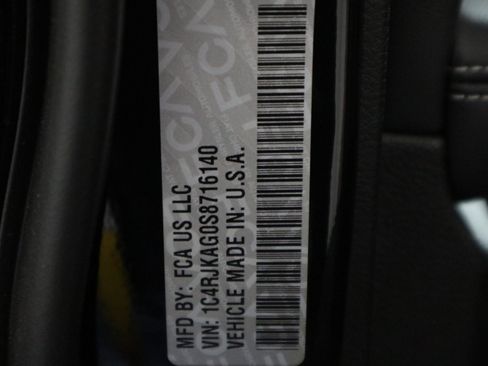 MFD BY: FCA US LLC
VIN: 1C4RJKAG0S8716140
VEHICLE MADE IN: U.S.A.